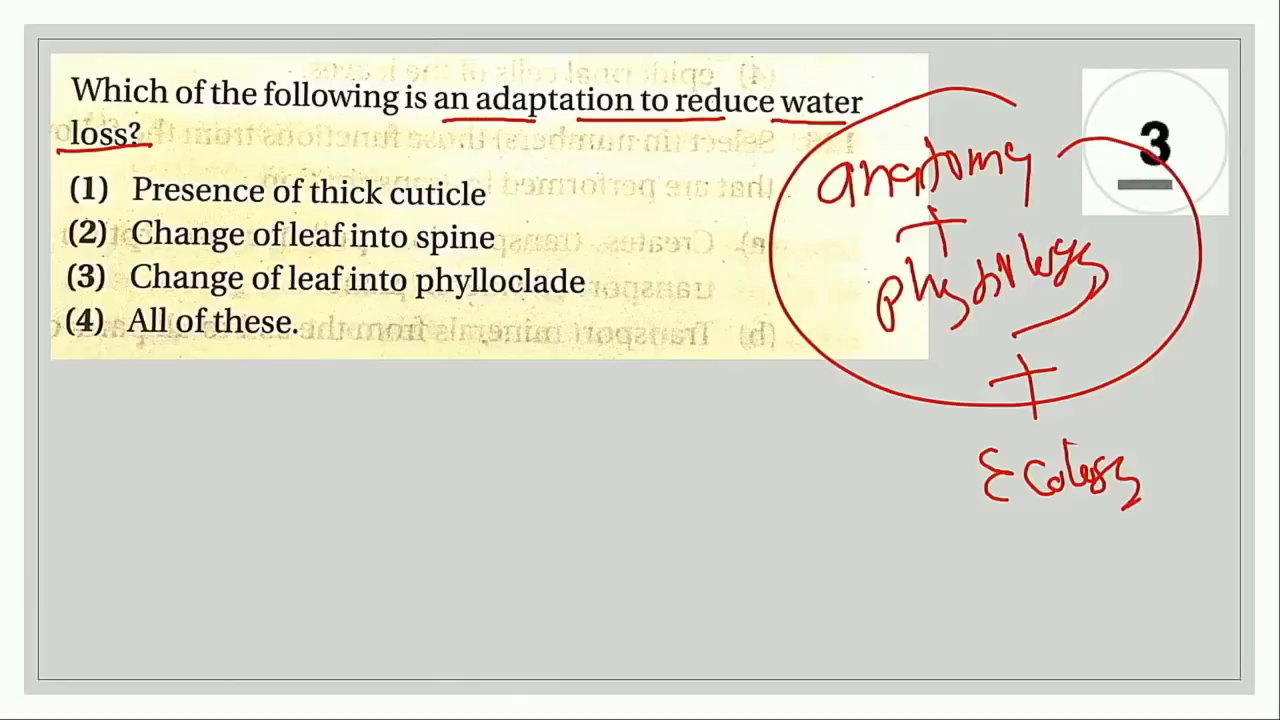 Which of the following is an adaptation to reduce water
loss?
(1) Presence of thick cuticle
(2) Change of leaf into spine
(3) Change of leaf into phylloclade
(4) All of these.
3
anatomy
+
physiology
+
Ecology